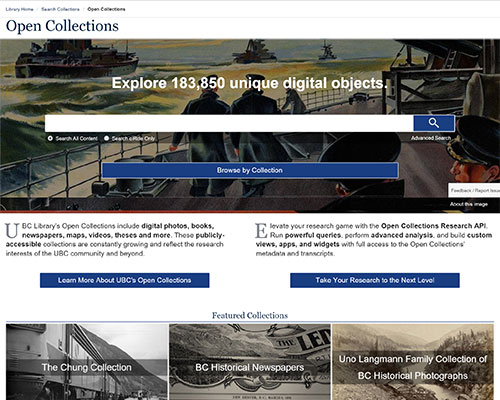 Library Home / Search Collections / Open Collections
Open Collections
Explore 183,850 unique digital objects.
Search All Content
Search cIRcle Only
Advanced Search
Browse by Collection
Feedback / Report Issue
About this image
UBC Library's Open Collections include digital photos, books,
newspapers, maps, videos, theses and more. These publicly-
accessible collections are constantly growing and reflect the research
interests of the UBC community and beyond.
Learn More About UBC's Open Collections
Elevate your research game with the Open Collections Research API.
Run powerful queries, perform advanced analysis, and build custom
views, apps, and widgets with full access to the Open Collections'
metadata and transcripts.
Take Your Research to the Next Level
Featured Collections
The Chung Collection
THE LED
BC Historical Newspapers
Uno Langmann Family Collection of
BC Historical Photographs